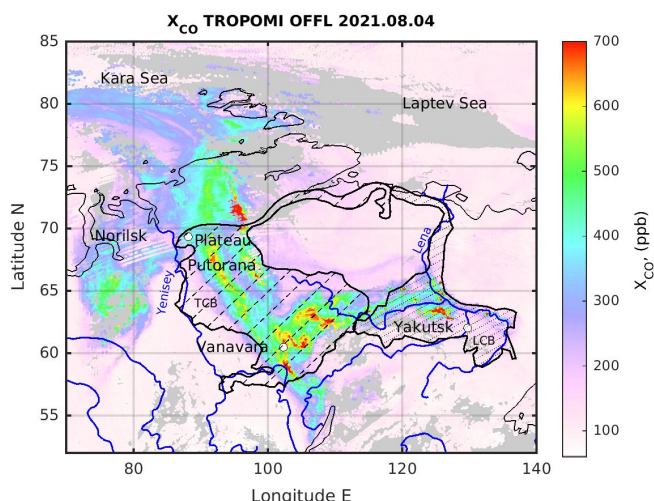 X_CO TROPOMI OFFL 2021.08.04
85
80
75
70
65
60
55
Latitude N
Kara Sea
Laptev Sea
Norilsk
Plateau
Putorana
Lena
Yenisey
TCB
Yakutsk
LCB
Vanavara
80
100
120
140
Longitude E
700
600
500
400
300
200
100
X_CO, (ppb)